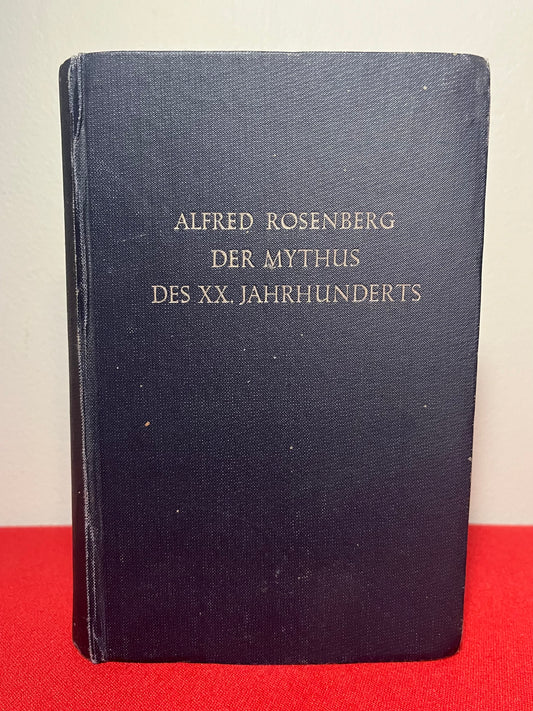 ALFRED ROSENBERG
DER MYTHUS
DES XX. JAHRHUNDERTS